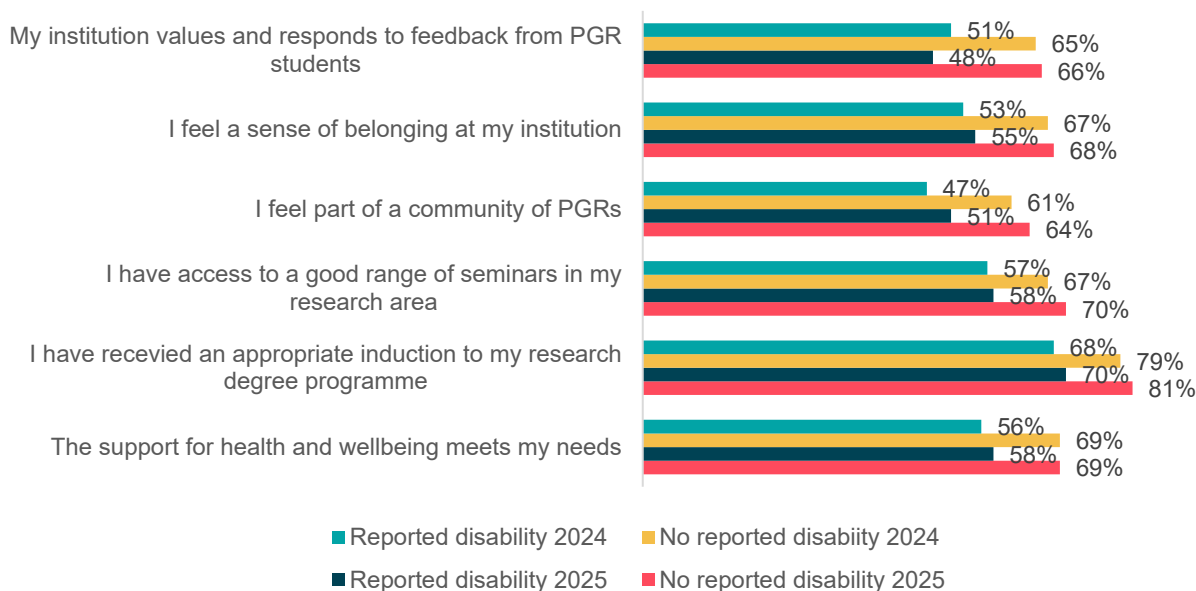 My institution values and responds to feedback from PGR
students
51%
65%
48%
66%
I feel a sense of belonging at my institution
53%
67%
55%
68%
I feel part of a community of PGRs
47%
61%
51%
64%
I have access to a good range of seminars in my
research area
57%
67%
58%
70%
I have recevied an appropriate induction to my research
degree programme
68%
79%
70%
81%
The support for health and wellbeing meets my needs
56%
69%
58%
69%
Reported disability 2024
No reported disabiity 2024
Reported disability 2025
No reported disability 2025